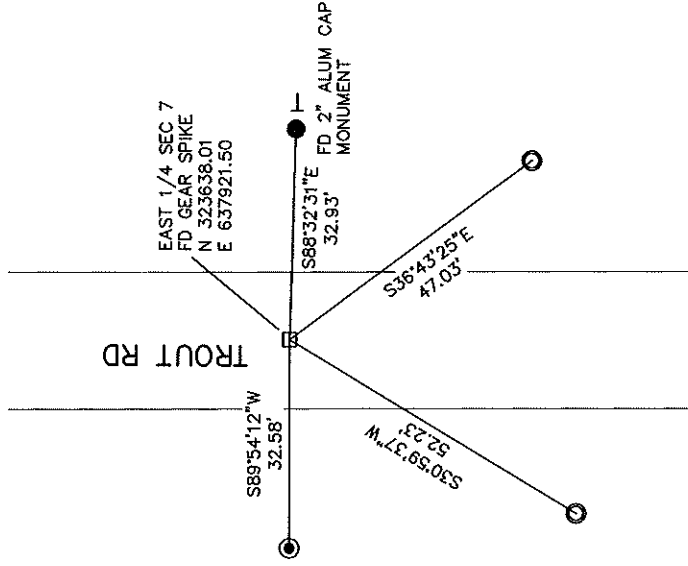 EAST 1/4 SEC 7
FD GEAR SPIKE
N 323638.01
E 637921.50
FD 2" ALUM CAP
MONUMENT
S88°32'31"E
32.93'
TROUT RD
S89°54'12"W
32.58'
S36°43'25"E
47.03'
S30°59'37"W
52.23'